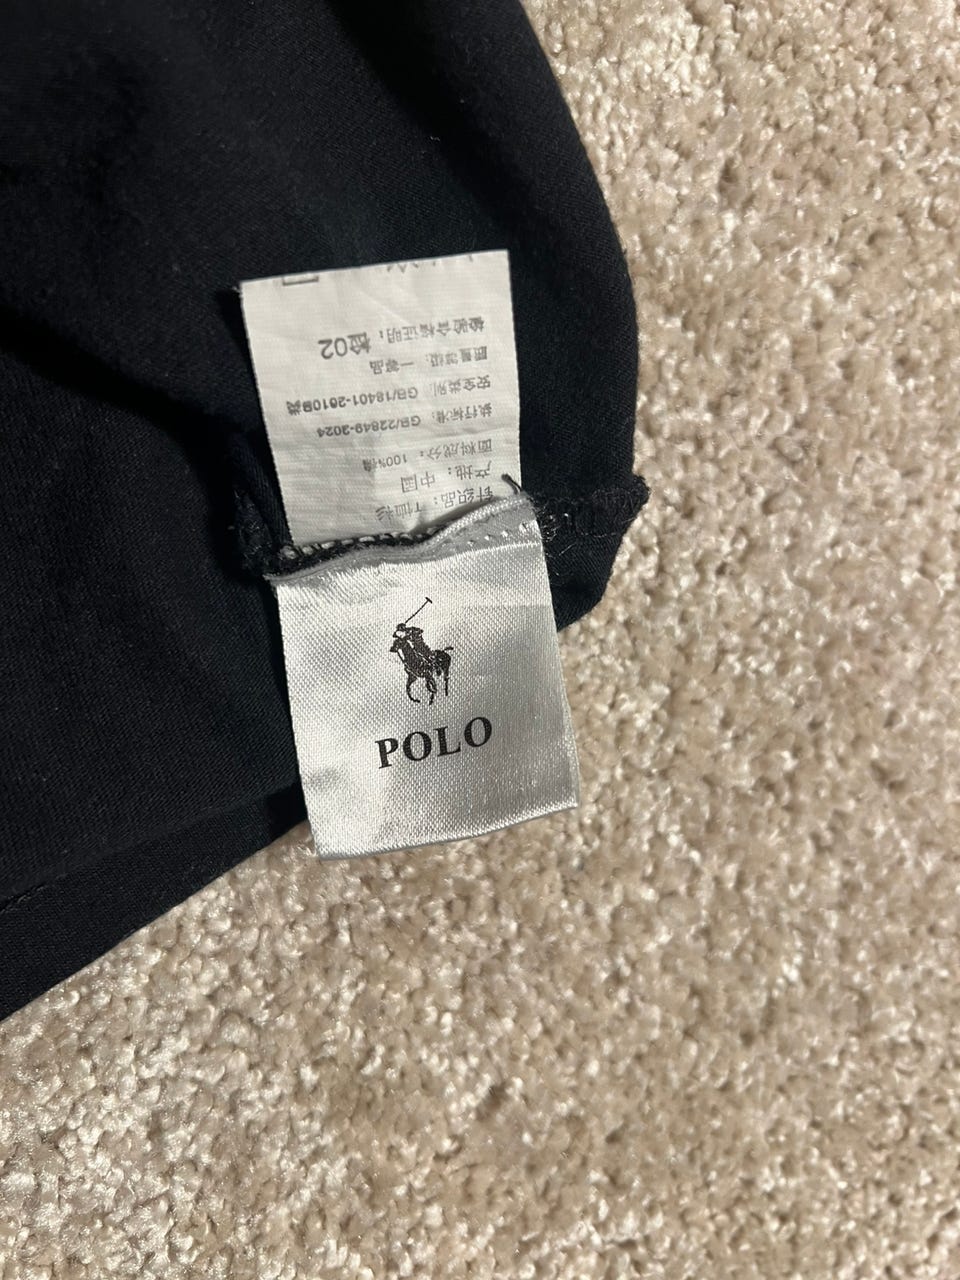 针织品：T恤衫
产地：中國
面料成分：100%棉
执行标准：GB/22849-2024
安全类别：GB/18401-2010B类
质量等级：一等品
检验合格证明：检02
POLO